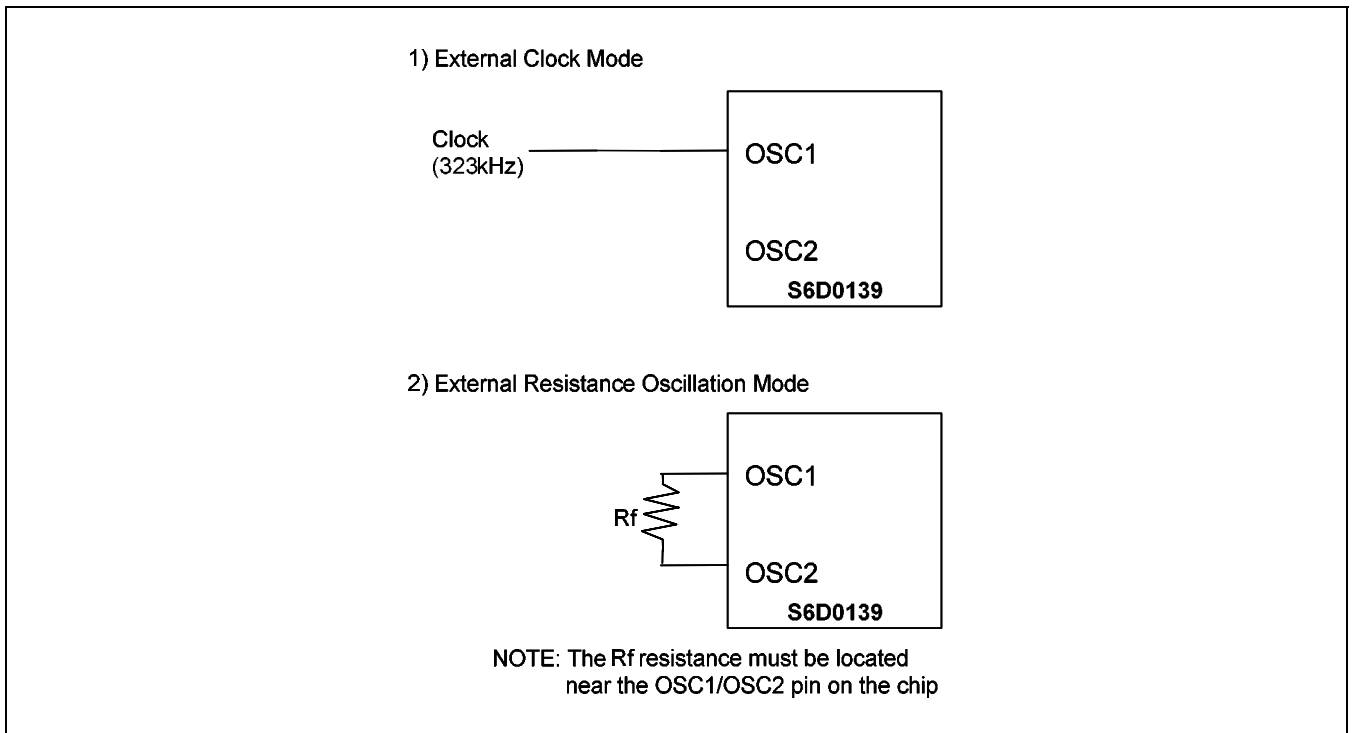 1) External Clock Mode
Clock
(323kHz)
OSC1
OSC2
S6D0139
2) External Resistance Oscillation Mode
OSC1
Rf
OSC2
S6D0139
NOTE: The Rf resistance must be located
near the OSC1/OSC2 pin on the chip